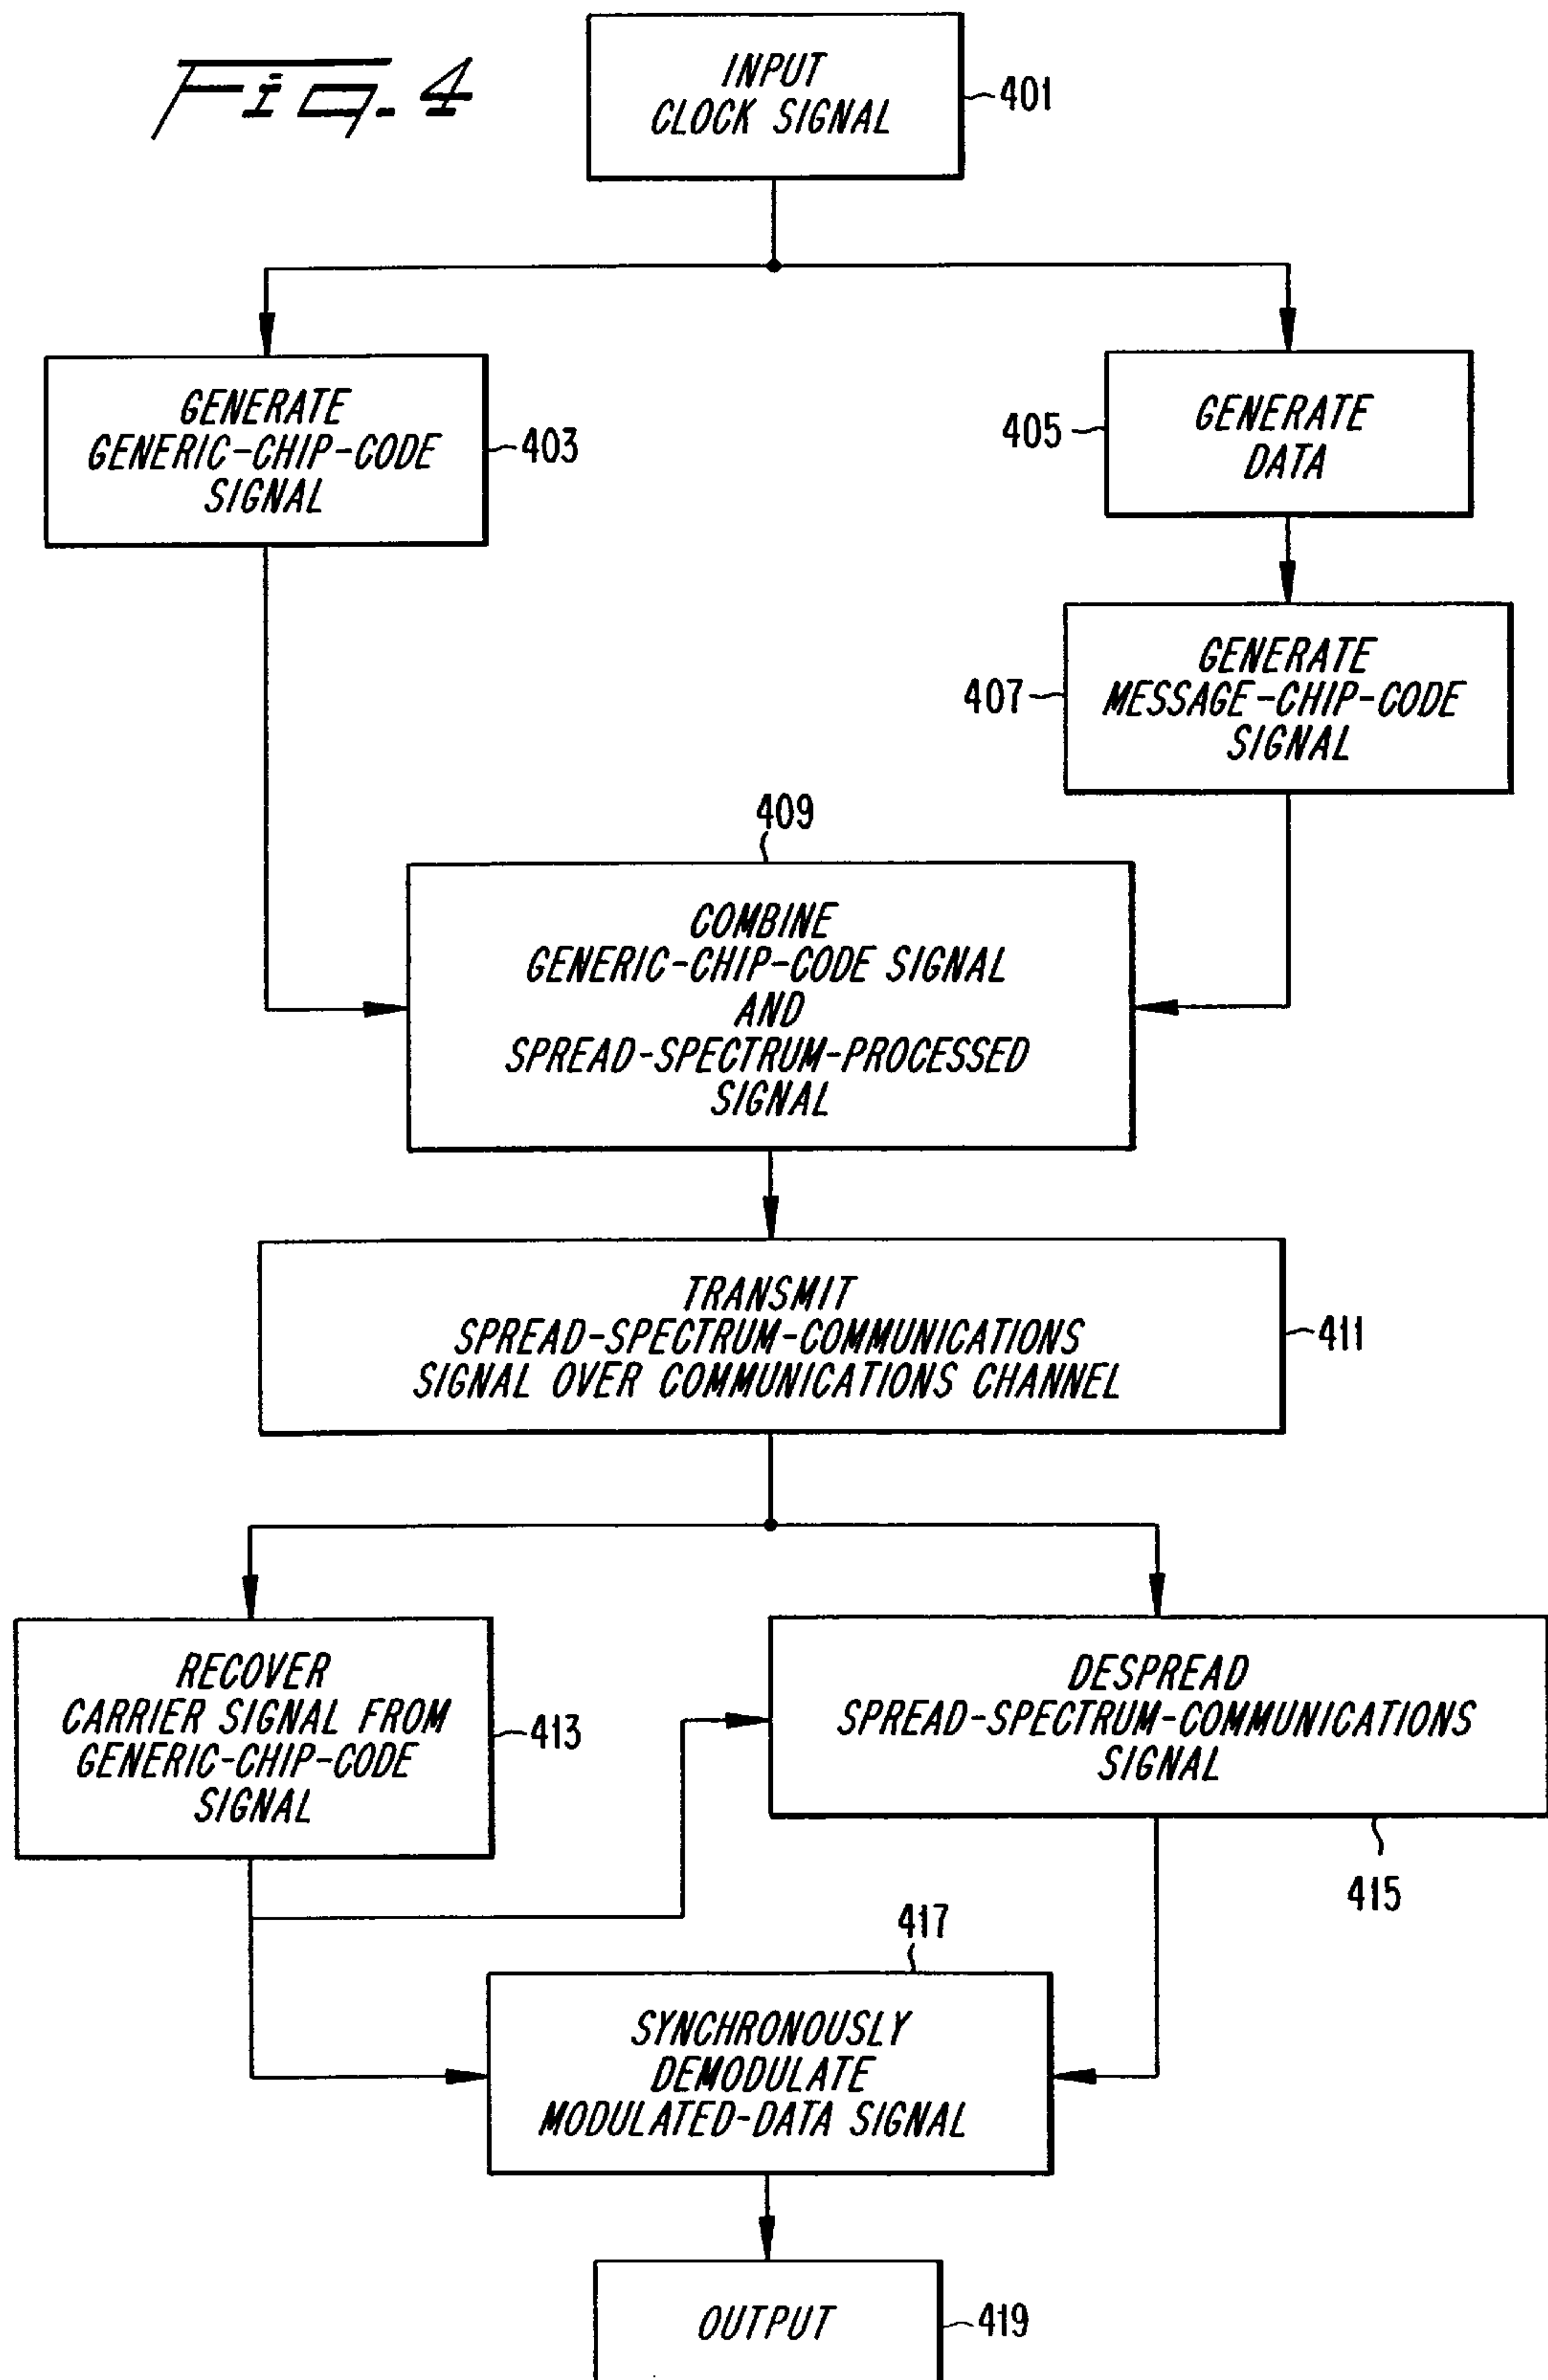 Fig. 4
INPUT
CLOCK SIGNAL
401
GENERATE
GENERIC-CHIP-CODE
SIGNAL
403
405
GENERATE
DATA
407
GENERATE
MESSAGE-CHIP-CODE
SIGNAL
409
COMBINE
GENERIC-CHIP-CODE SIGNAL
AND
SPREAD-SPECTRUM-PROCESSED
SIGNAL
TRANSMIT
SPREAD-SPECTRUM-COMMUNICATIONS
SIGNAL OVER COMMUNICATIONS CHANNEL
411
RECOVER
CARRIER SIGNAL FROM
GENERIC-CHIP-CODE
SIGNAL
413
DESPREAD
SPREAD-SPECTRUM-COMMUNICATIONS
SIGNAL
415
417
SYNCHRONOUSLY
DEMODULATE
MODULATED-DATA SIGNAL
OUTPUT
419